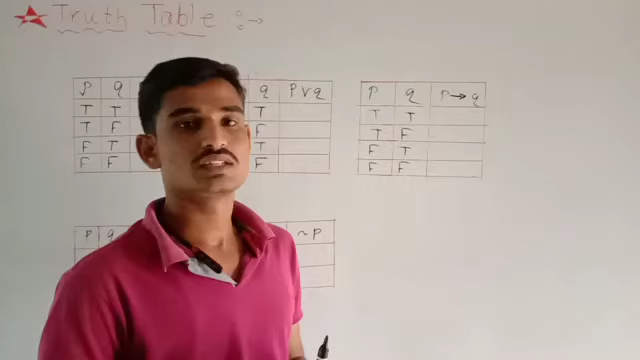 ★ Truth Table :→
P Q
T T
T F
F T
F F
Q P∨Q
T
F
T
F
P Q P→Q
T T
T F
F T
F F
P Q
~P